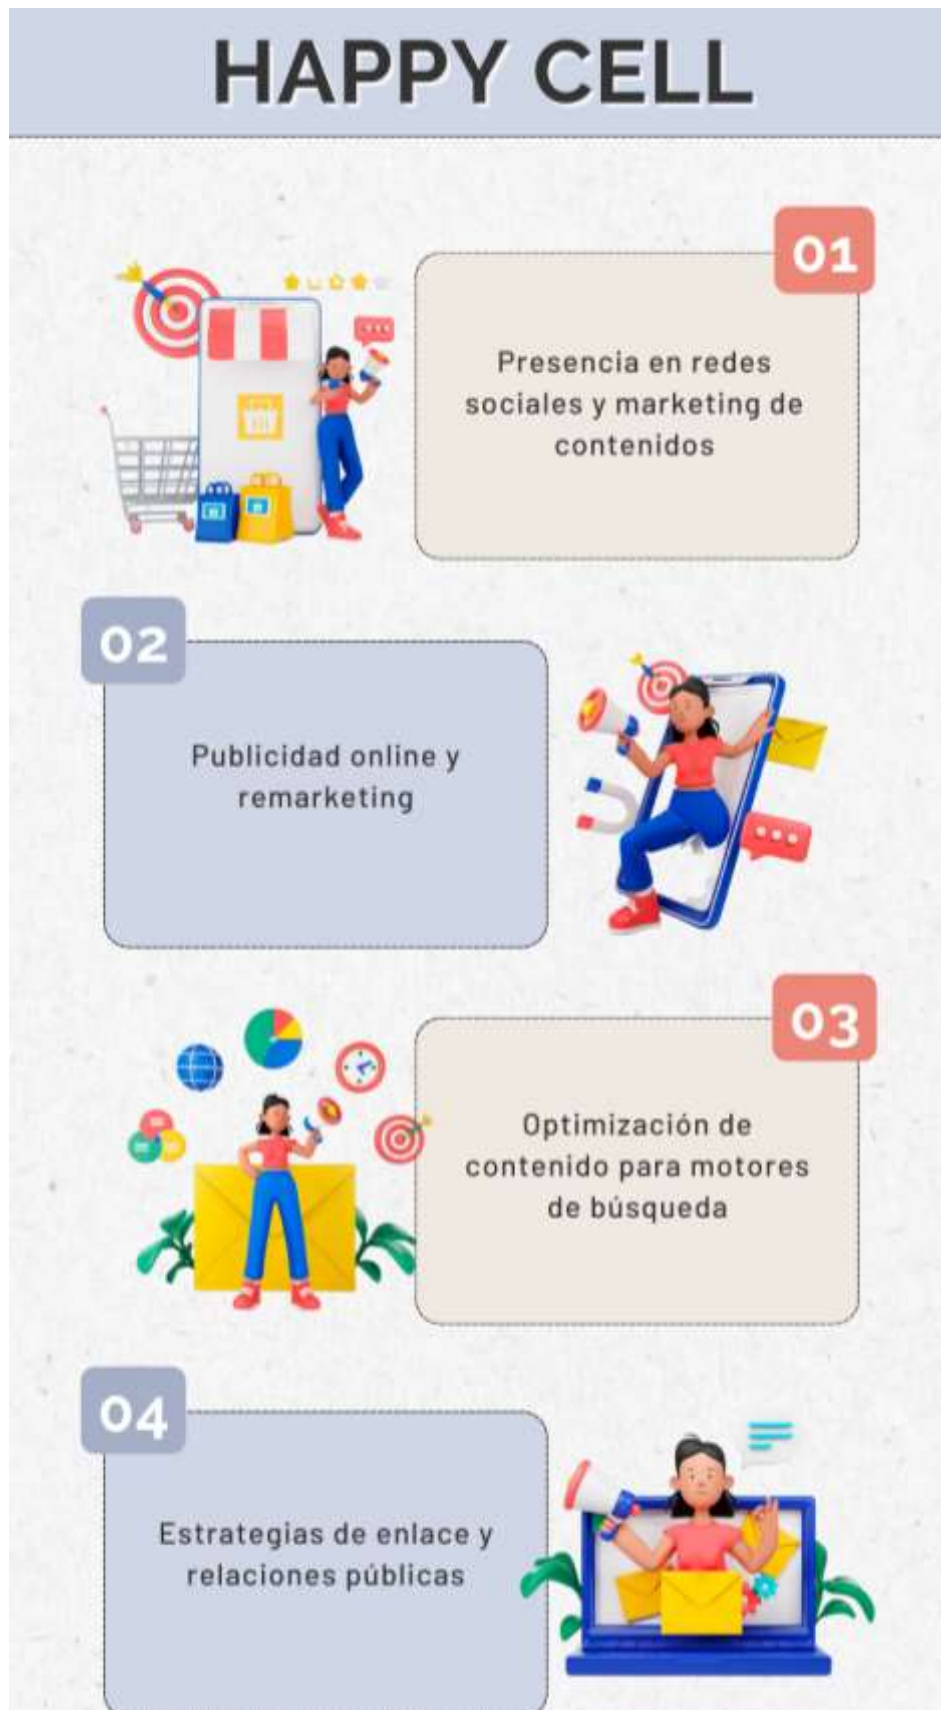 HAPPY CELL
01
Presencia en redes
sociales y marketing de
contenidos
02
Publicidad online y
remarketing
03
Optimización de
contenido para motores
de búsqueda
04
Estrategias de enlace y
relaciones públicas